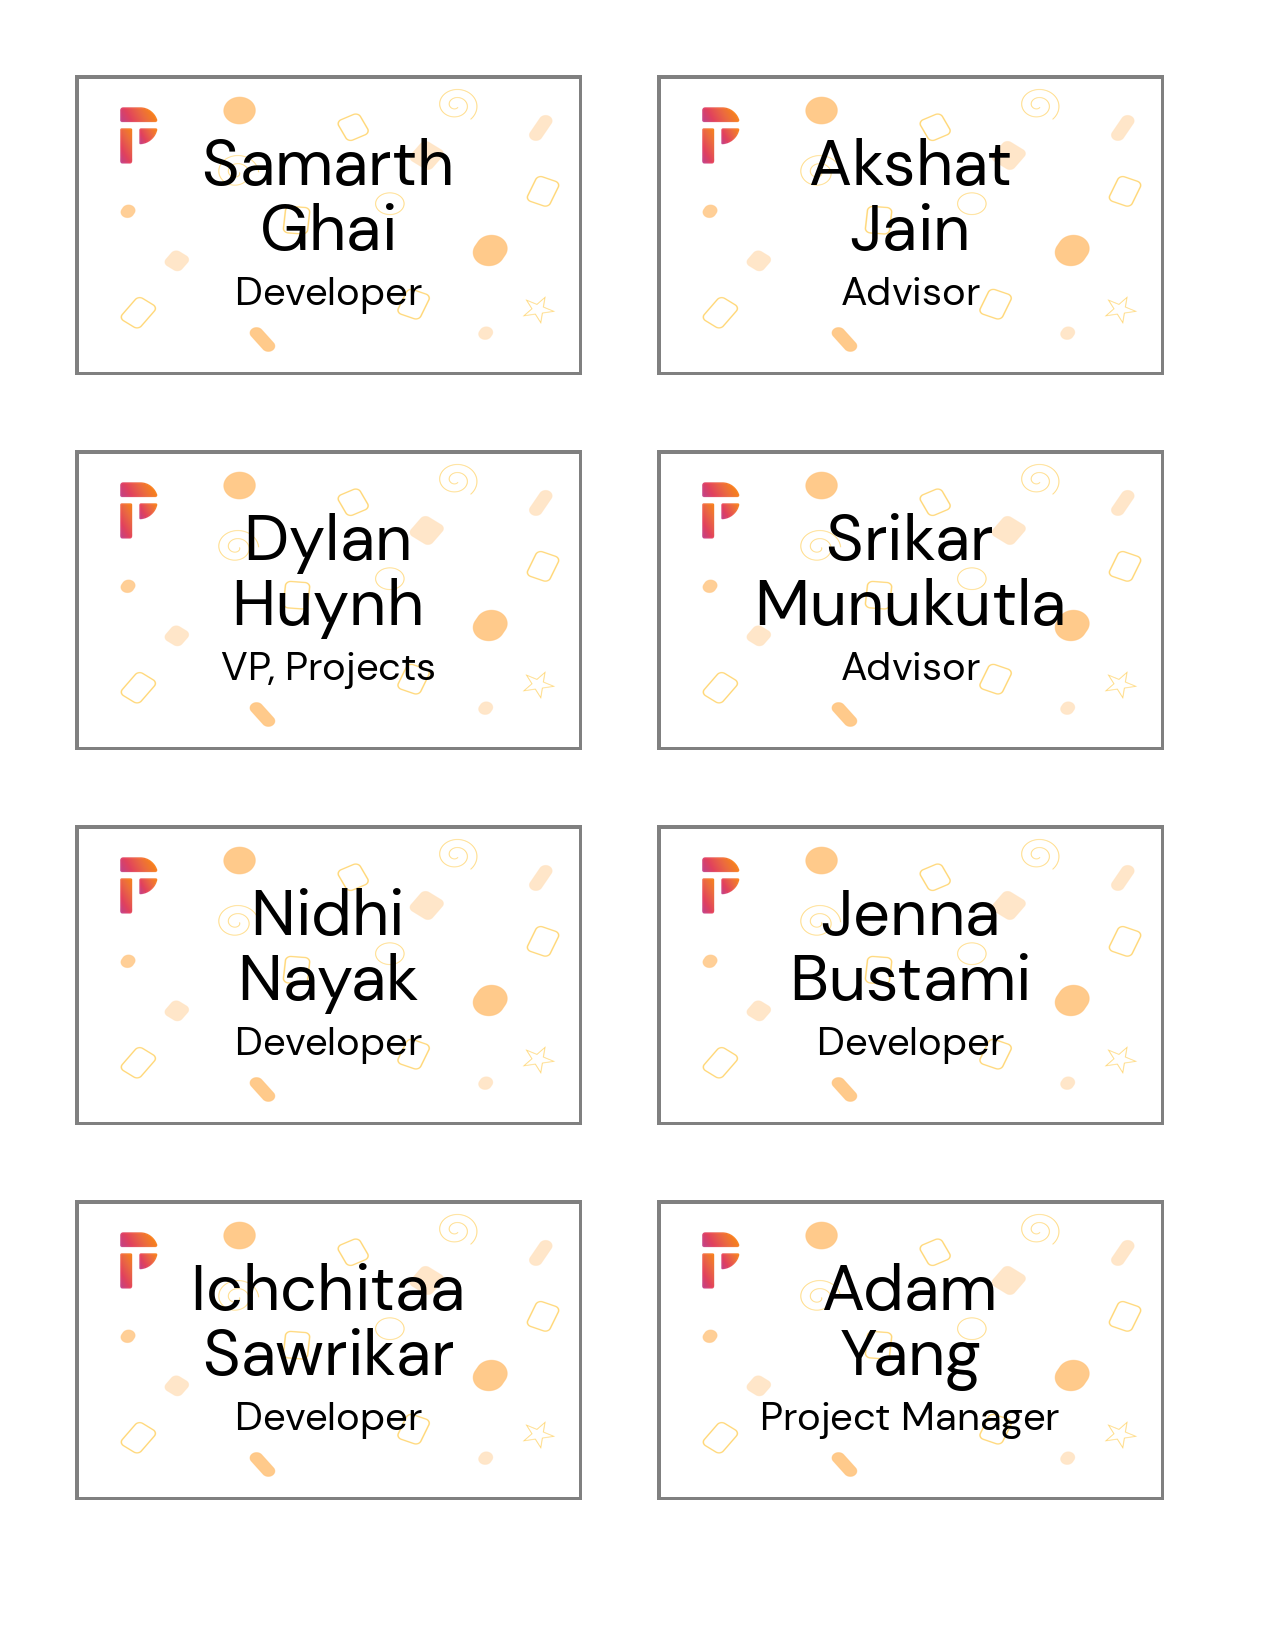 Samarth
Ghai
Developer
Akshat
Jain
Advisor
Dylan
Huynh
VP, Projects
Srikar
Munukutla
Advisor
Nidhi
Nayak
Developer
Jenna
Bustami
Developer
Ichchitaa
Sawrikar
Developer
Adam
Yang
Project Manager